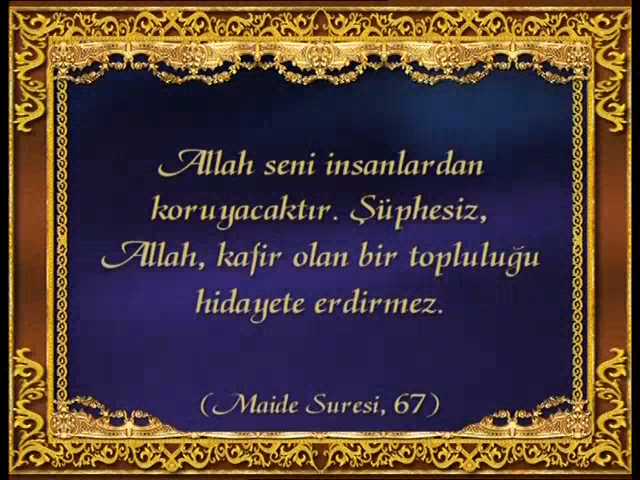 Allah seni insanlardan
koruyacaktır. Şüphesiz,
Allah, kafir olan bir topluluğu
hidayete erdirmez.
(Maide Suresi, 67)